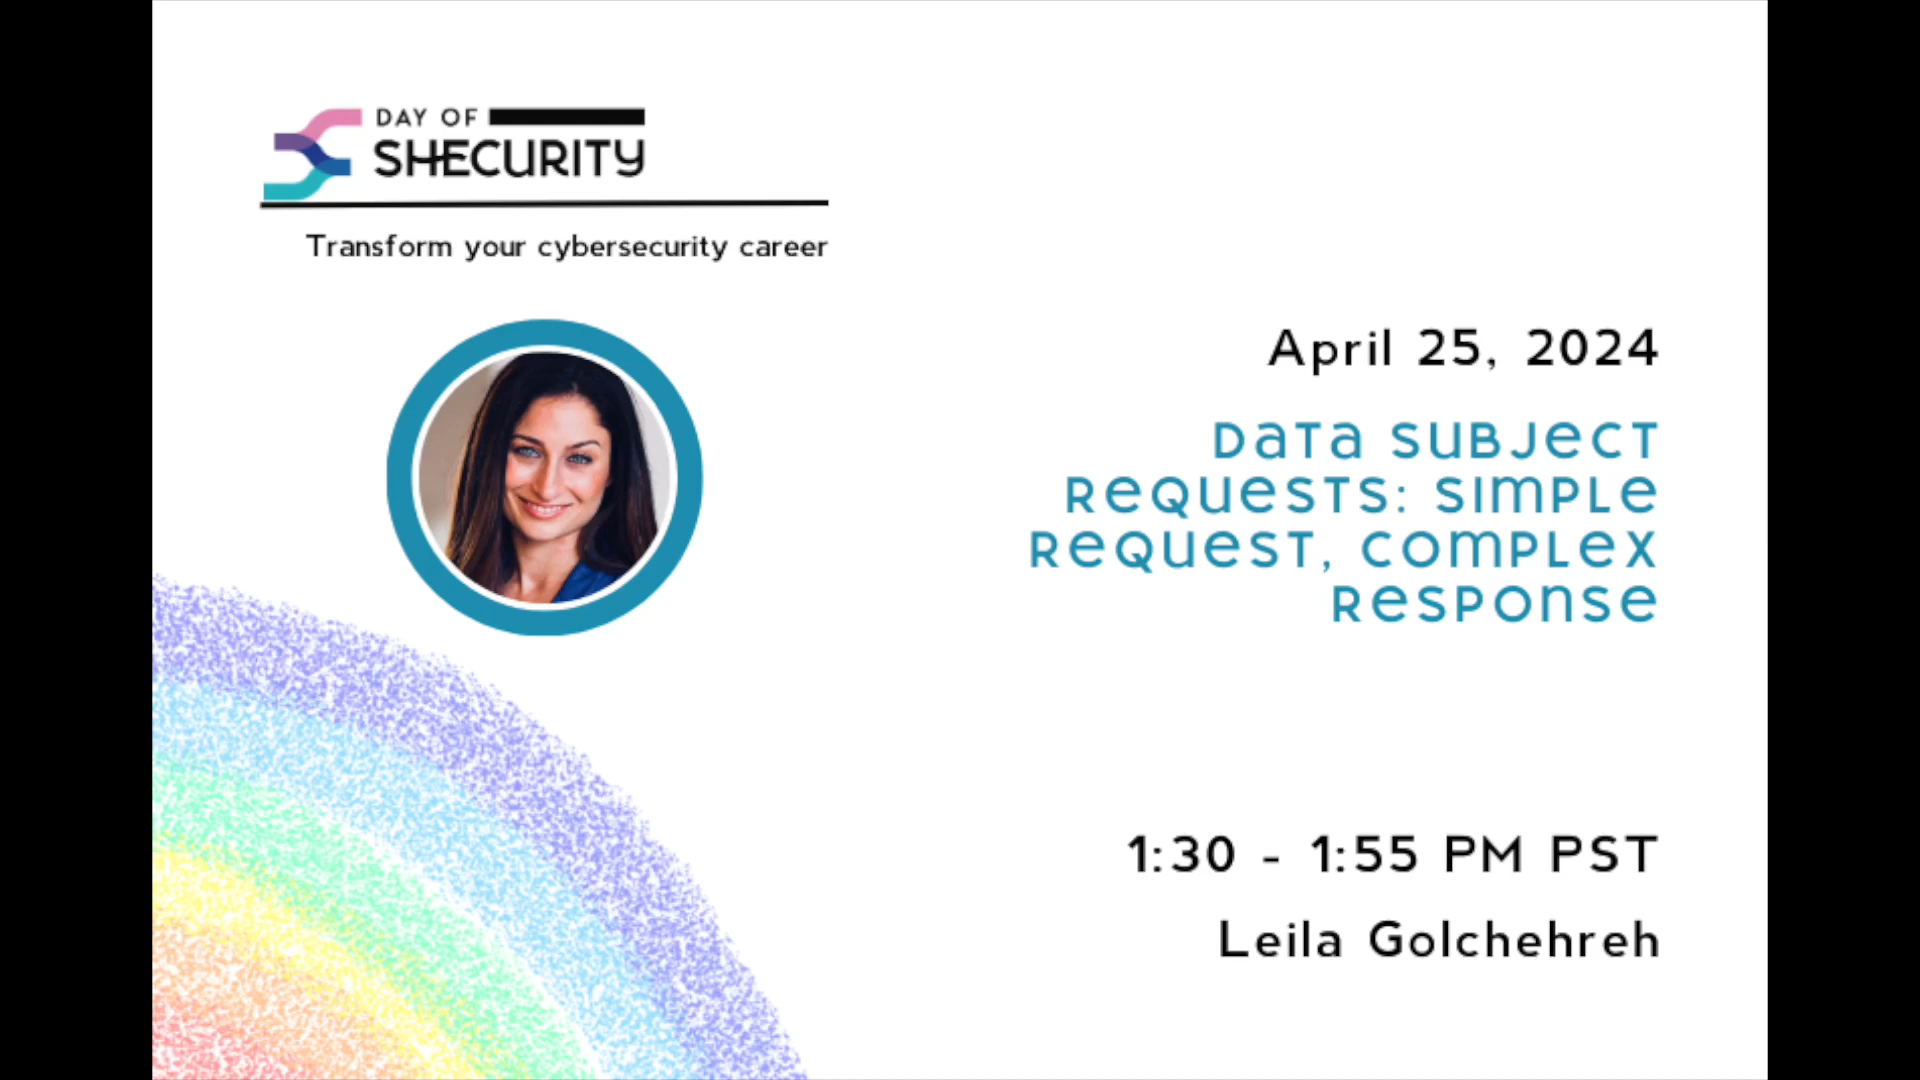 DAY OF
SHECURITY
Transform your cybersecurity career
April 25, 2024
DATA SUBJECT
REQUESTS: SIMPLE
REQUEST, COMPLEX
RESPONSE
1:30 - 1:55 PM PST
Leila Golchehreh